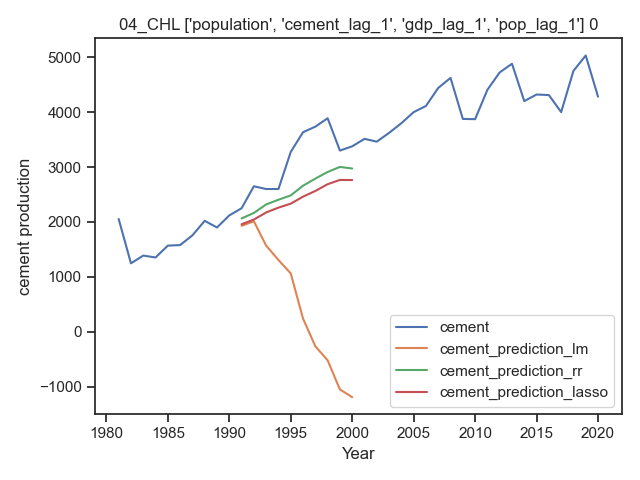 04_CHL ['population', 'cement_lag_1', 'gdp_lag_1', 'pop_lag_1'] 0
5000
4000
3000
2000
1000
0
−1000
cement production
1980 1985 1990 1995 2000 2005 2010 2015 2020
Year
cement
cement_prediction_lm
cement_prediction_rr
cement_prediction_lasso